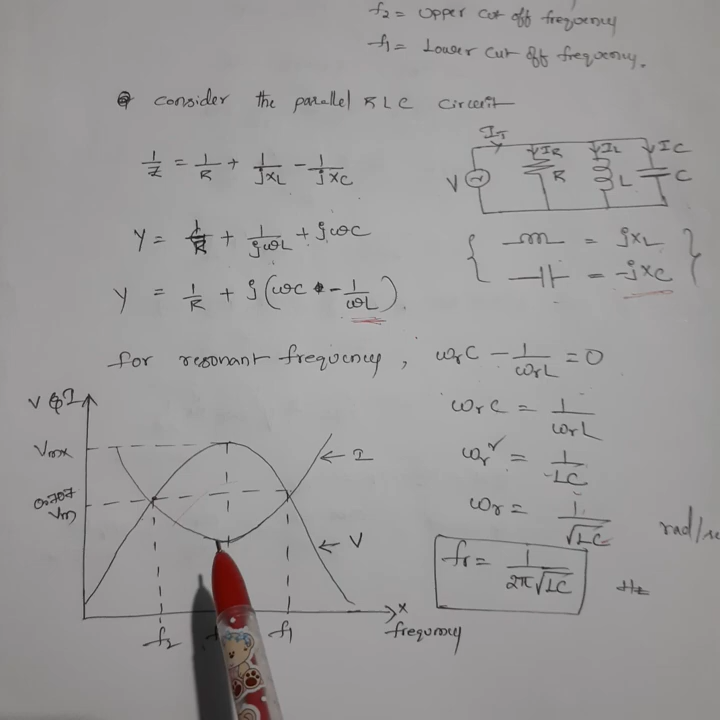 f₂ = Upper cut off frequency
f₁ = Lower cut off frequency.
consider the parallel RLC circuit
1/Z = 1/R + 1/jXL - 1/jXC
Y = 1/R + 1/jωL + jωC
Y = 1/R + j(ωC - 1/ωL)
IT
IR
IL
IC
V
R
L
C
= jXL
= -jXC
for resonant frequency, ωrC - 1/ωrL = 0
ωrC = 1/ωrL
ωr² = 1/LC
ωr = 1/√LC
fr = 1/2π√LC Hz
V & I
Vmax
0.707
Vm
← I
← V
f₂
f₁
x
frequency